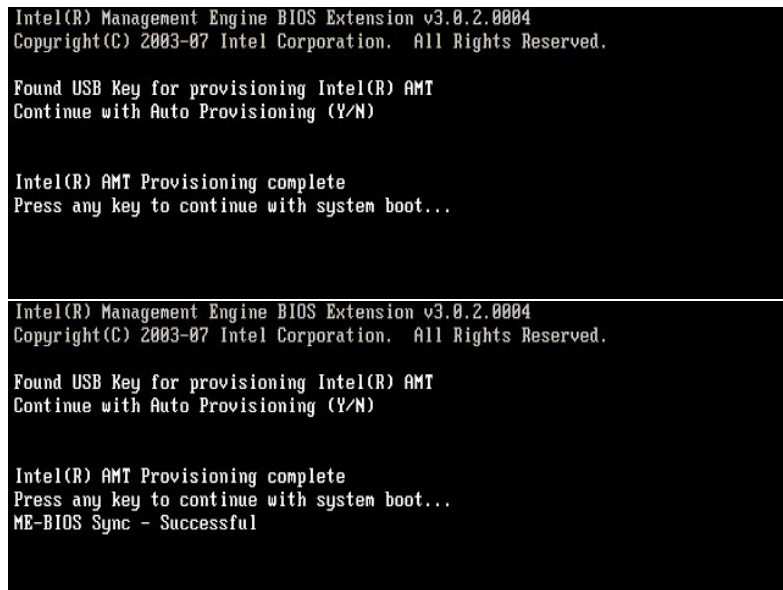 Intel(R) Management Engine BIOS Extension v3.0.2.0004
Copyright(C) 2003-07 Intel Corporation.  All Rights Reserved.
Found USB Key for provisioning Intel(R) AMT
Continue with Auto Provisioning (Y/N)
Intel(R) AMT Provisioning complete
Press any key to continue with system boot...
Intel(R) Management Engine BIOS Extension v3.0.2.0004
Copyright(C) 2003-07 Intel Corporation.  All Rights Reserved.
Found USB Key for provisioning Intel(R) AMT
Continue with Auto Provisioning (Y/N)
Intel(R) AMT Provisioning complete
Press any key to continue with system boot...
ME-BIOS Sync - Successful